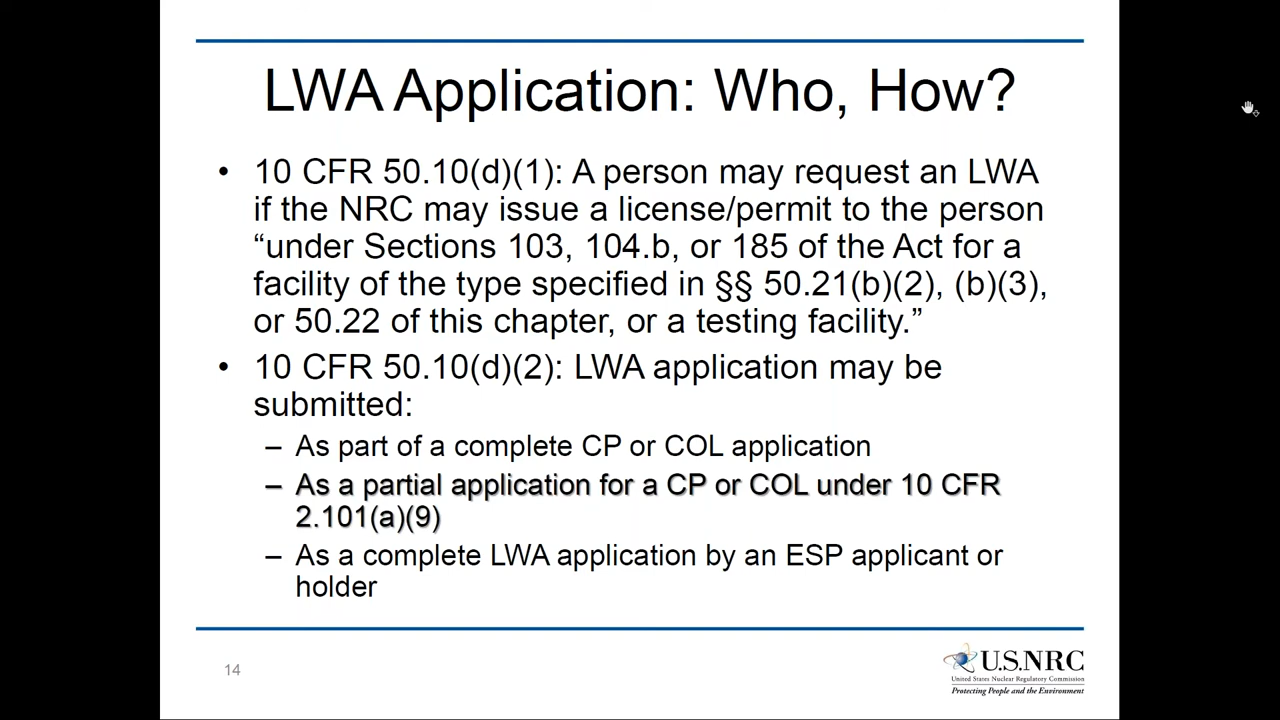 LWA Application: Who, How?
• 10 CFR 50.10(d)(1): A person may request an LWA
if the NRC may issue a license/permit to the person
“under Sections 103, 104.b, or 185 of the Act for a
facility of the type specified in §§ 50.21(b)(2), (b)(3),
or 50.22 of this chapter, or a testing facility.”
• 10 CFR 50.10(d)(2): LWA application may be
submitted:
– As part of a complete CP or COL application
– As a partial application for a CP or COL under 10 CFR
2.101(a)(9)
– As a complete LWA application by an ESP applicant or
holder
14
U.S.NRC
United States Nuclear Regulatory Commission
Protecting People and the Environment